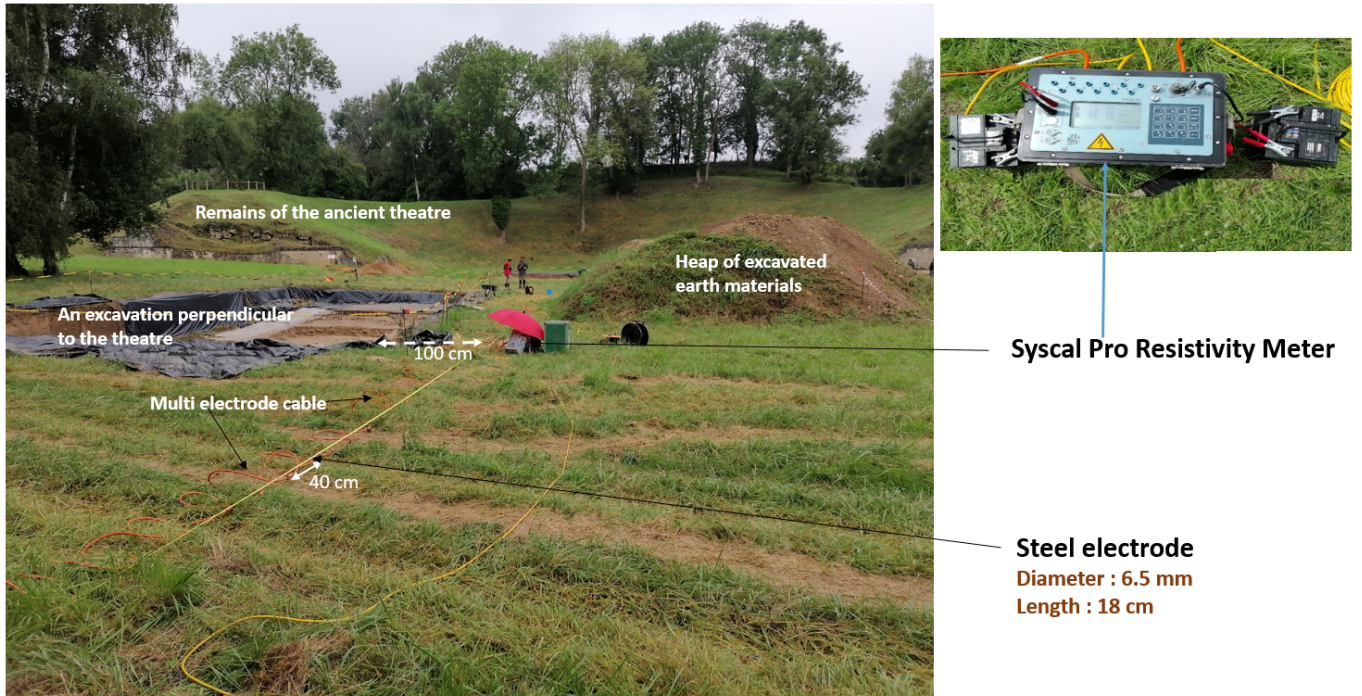 Remains of the ancient theatre
Heap of excavated
earth materials
An excavation perpendicular
to the theatre
100 cm
Syscal Pro Resistivity Meter
Multi electrode cable
40 cm
Steel electrode
Diameter : 6.5 mm
Length : 18 cm